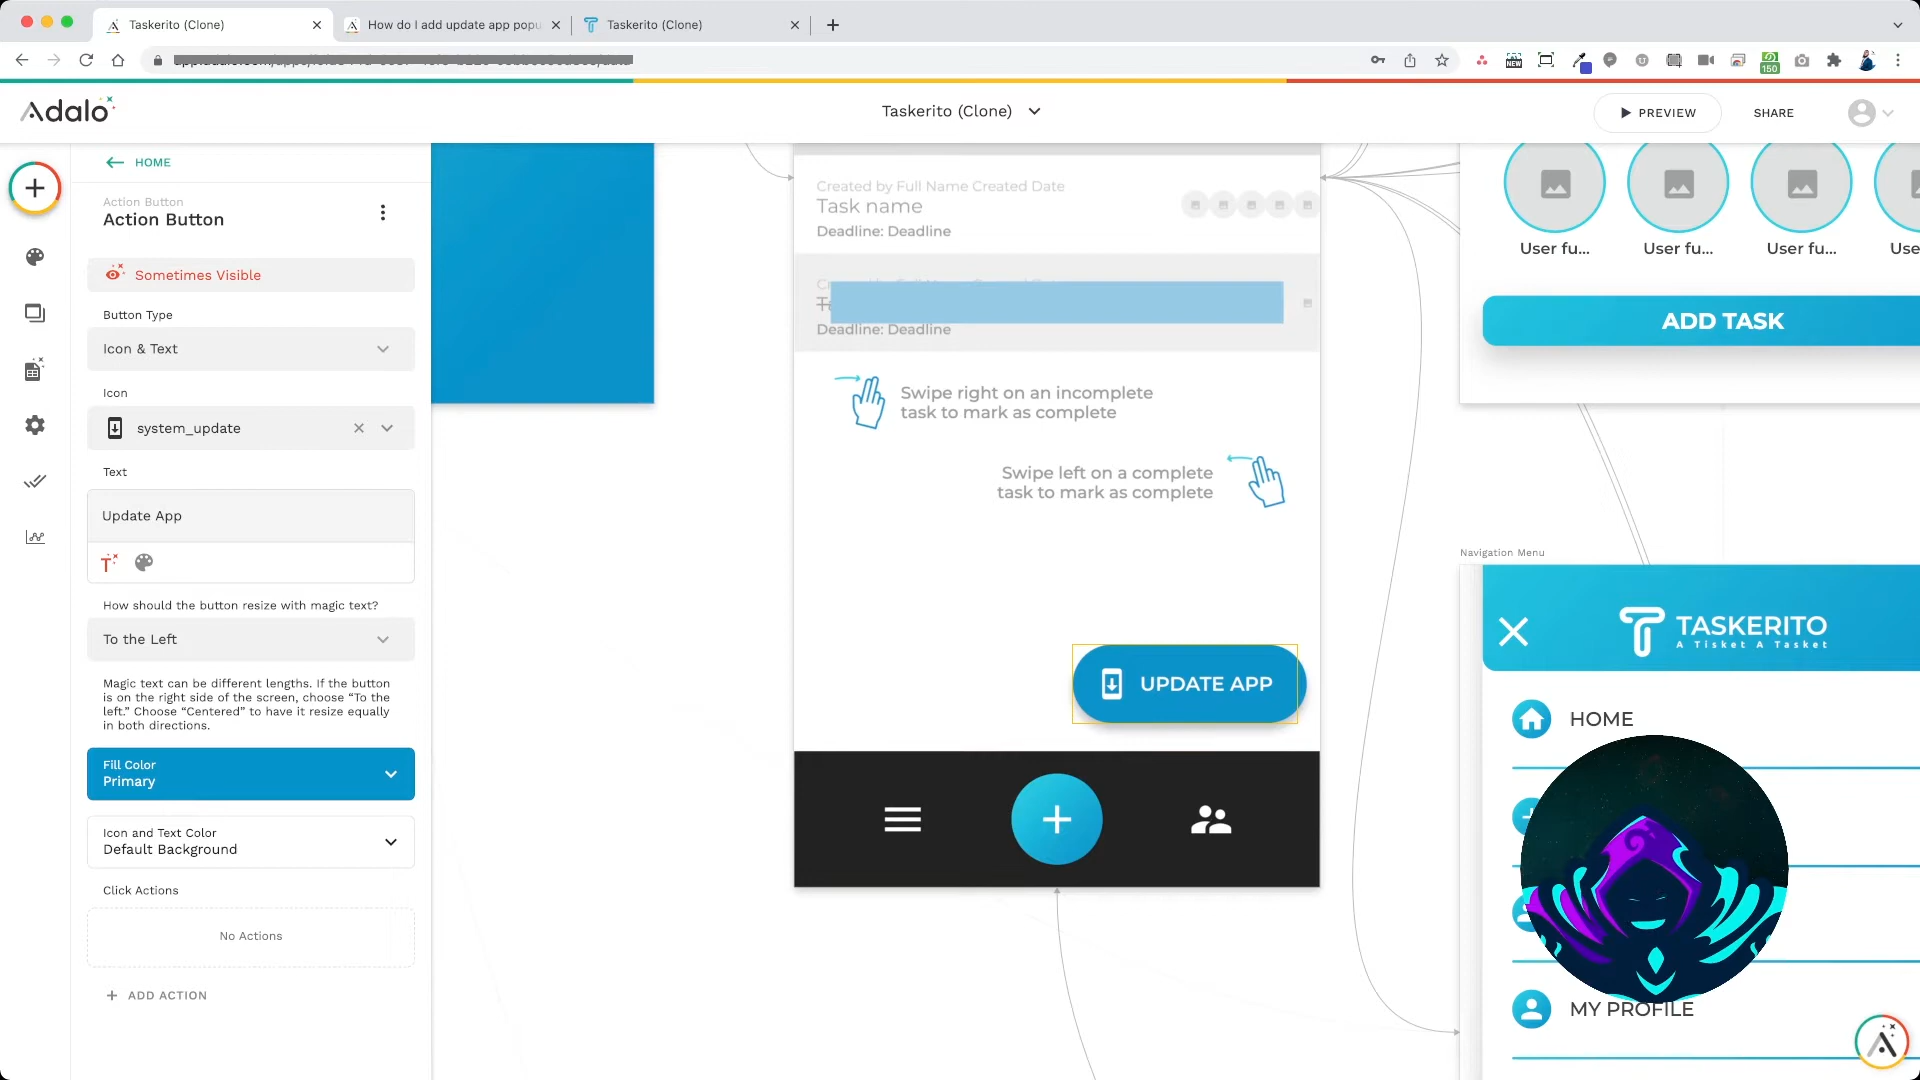 Taskerito (Clone)
How do I add update app popu
Taskerito (Clone)
NEW
150
Adalo
Taskerito (Clone)
PREVIEW
SHARE
HOME
Action Button
Action Button
Sometimes Visible
Button Type
Icon & Text
Icon
system_update
Text
Update App
How should the button resize with magic text?
To the Left
Magic text can be different lengths. If the button
is on the right side of the screen, choose “To the
left.” Choose “Centered” to have it resize equally
in both directions.
Fill Color
Primary
Icon and Text Color
Default Background
Click Actions
No Actions
ADD ACTION
Created by Full Name Created Date
Task name
Deadline: Deadline
Deadline: Deadline
Swipe right on an incomplete
task to mark as complete
Swipe left on a complete
task to mark as complete
UPDATE APP
User fu...
User fu...
User fu...
Use
ADD TASK
Navigation Menu
TASKERITO
A Tisket A Tasket
HOME
MY PROFILE